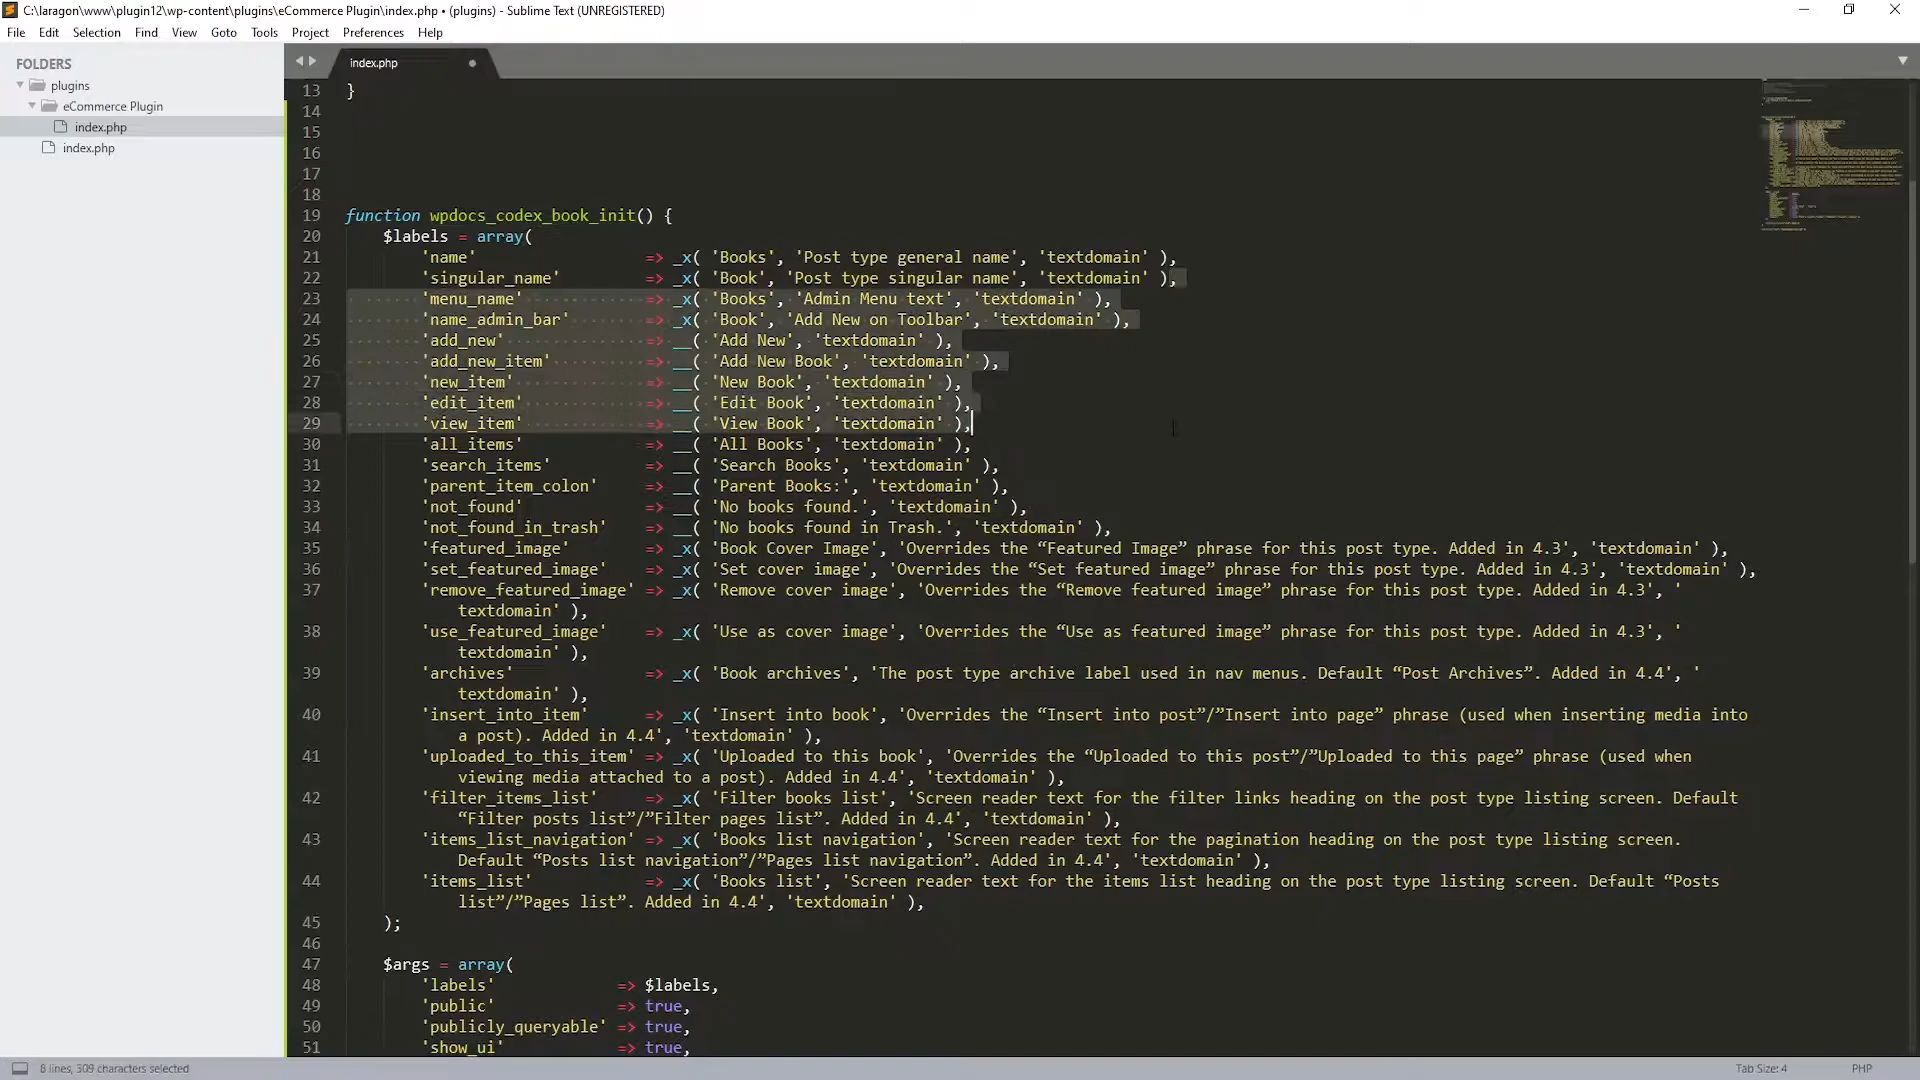 C:\laragon\www\plugin12\wp-content\plugins\eCommerce Plugin\index.php • (plugins) - Sublime Text (UNREGISTERED)
File Edit Selection Find View Goto Tools Project Preferences Help
FOLDERS
plugins
eCommerce Plugin
index.php
index.php
index.php
13 }
14
15
16
17
18
19 function wpdocs_codex_book_init() {
20 $labels = array(
21 'name' => _x( 'Books', 'Post type general name', 'textdomain' ),
22 'singular_name' => _x( 'Book', 'Post type singular name', 'textdomain' ),
23 'menu_name' => _x( 'Books', 'Admin Menu text', 'textdomain' ),
24 'name_admin_bar' => _x( 'Book', 'Add New on Toolbar', 'textdomain' ),
25 'add_new' => __( 'Add New', 'textdomain' ),
26 'add_new_item' => __( 'Add New Book', 'textdomain' ),
27 'new_item' => __( 'New Book', 'textdomain' ),
28 'edit_item' => __( 'Edit Book', 'textdomain' ),
29 'view_item' => __( 'View Book', 'textdomain' ),
30 'all_items' => __( 'All Books', 'textdomain' ),
31 'search_items' => __( 'Search Books', 'textdomain' ),
32 'parent_item_colon' => __( 'Parent Books:', 'textdomain' ),
33 'not_found' => __( 'No books found.', 'textdomain' ),
34 'not_found_in_trash' => __( 'No books found in Trash.', 'textdomain' ),
35 'featured_image' => _x( 'Book Cover Image', 'Overrides the “Featured Image” phrase for this post type. Added in 4.3', 'textdomain' ),
36 'set_featured_image' => _x( 'Set cover image', 'Overrides the “Set featured image” phrase for this post type. Added in 4.3', 'textdomain' ),
37 'remove_featured_image' => _x( 'Remove cover image', 'Overrides the “Remove featured image” phrase for this post type. Added in 4.3', '
textdomain' ),
38 'use_featured_image' => _x( 'Use as cover image', 'Overrides the “Use as featured image” phrase for this post type. Added in 4.3', '
textdomain' ),
39 'archives' => _x( 'Book archives', 'The post type archive label used in nav menus. Default “Post Archives”. Added in 4.4', '
textdomain' ),
40 'insert_into_item' => _x( 'Insert into book', 'Overrides the “Insert into post”/”Insert into page” phrase (used when inserting media into
a post). Added in 4.4', 'textdomain' ),
41 'uploaded_to_this_item' => _x( 'Uploaded to this book', 'Overrides the “Uploaded to this post”/”Uploaded to this page” phrase (used when
viewing media attached to a post). Added in 4.4', 'textdomain' ),
42 'filter_items_list' => _x( 'Filter books list', 'Screen reader text for the filter links heading on the post type listing screen. Default
“Filter posts list”/”Filter pages list”. Added in 4.4', 'textdomain' ),
43 'items_list_navigation' => _x( 'Books list navigation', 'Screen reader text for the pagination heading on the post type listing screen.
Default “Posts list navigation”/”Pages list navigation”. Added in 4.4', 'textdomain' ),
44 'items_list' => _x( 'Books list', 'Screen reader text for the items list heading on the post type listing screen. Default “Posts
list”/”Pages list”. Added in 4.4', 'textdomain' ),
45 );
46
47 $args = array(
48 'labels' => $labels,
49 'public' => true,
50 'publicly_queryable' => true,
51 'show_ui' => true,
8 lines, 309 characters selected
Tab Size: 4
PHP